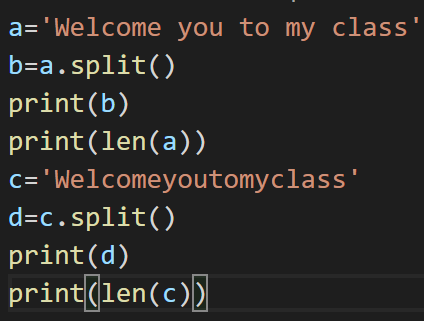 a='Welcome you to my class'
b=a.split()
print(b)
print(len(a))
c='Welcomeyoutomyclass'
d=c.split()
print(d)
print(len(c))